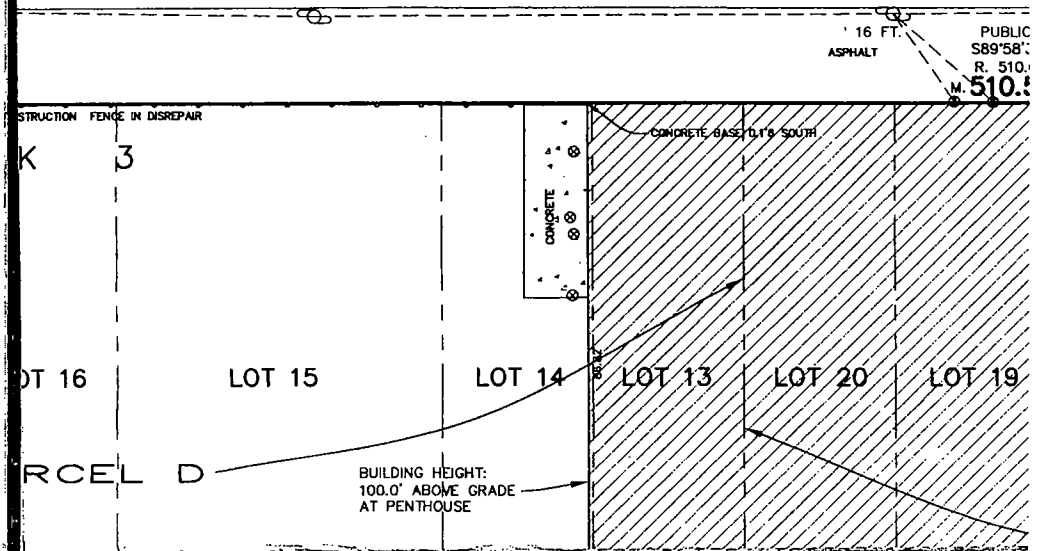 16 FT.
PUBLIC
ASPHALT
S89°58'
R. 510.
M. 510.5
STRUCTION FENCE IN DISREPAIR
CONCRETE BASE 0.1'6 SOUTH
K 3
CONCRETE
OT 16
LOT 15
LOT 14
LOT 13
LOT 20
LOT 19
RCEL D
BUILDING HEIGHT:
100.0' ABOVE GRADE
AT PENTHOUSE